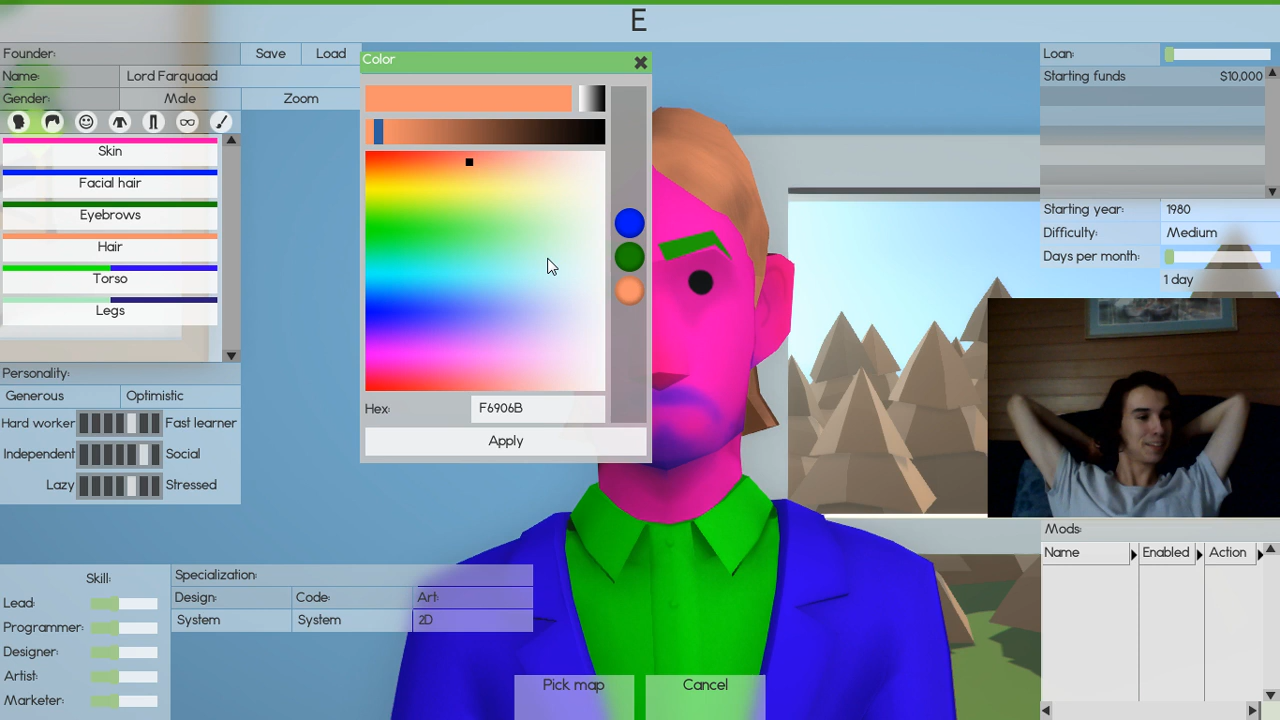 E
Founder:
Save
Load
Name:
Lord Farquaad
Gender:
Male
Zoom
Skin
Facial hair
Eyebrows
Hair
Torso
Legs
Personality:
Generous
Optimistic
Hard worker
Fast learner
Independent
Social
Lazy
Stressed
Skill:
Lead:
Programmer:
Designer:
Artist:
Marketer:
Specialization:
Design:
Code:
Art:
System
System
2D
Color
Hex:
F6906B
Apply
Pick map
Cancel
Loan:
Starting funds
$10,000
Starting year:
1980
Difficulty:
Medium
Days per month:
1 day
Mods:
Name
Enabled
Action